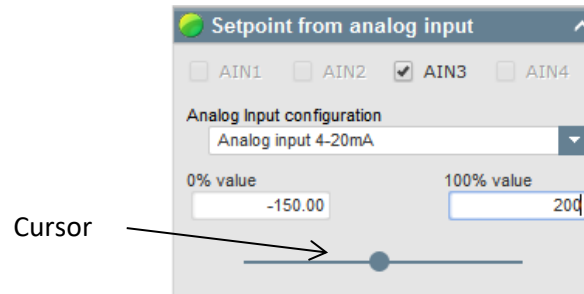 Setpoint from analog input
AIN1 AIN2 AIN3 AIN4
Analog Input configuration
Analog input 4-20mA
0% value 100% value
-150.00 200
Cursor